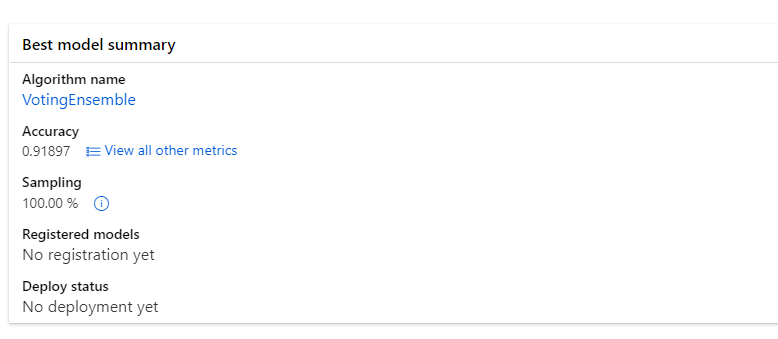 Best model summary
Algorithm name
VotingEnsemble
Accuracy
0.91897 View all other metrics
Sampling
100.00 %
Registered models
No registration yet
Deploy status
No deployment yet